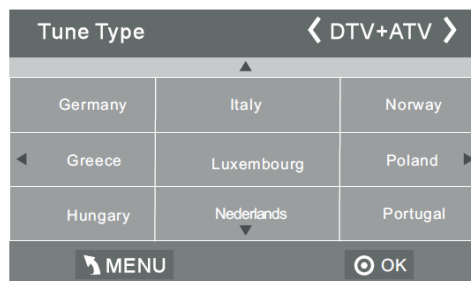 Tune Type ❮ DTV+ATV ❯
Germany Italy Norway
Greece Luxembourg Poland
Hungary Nederlands Portugal
MENU OK